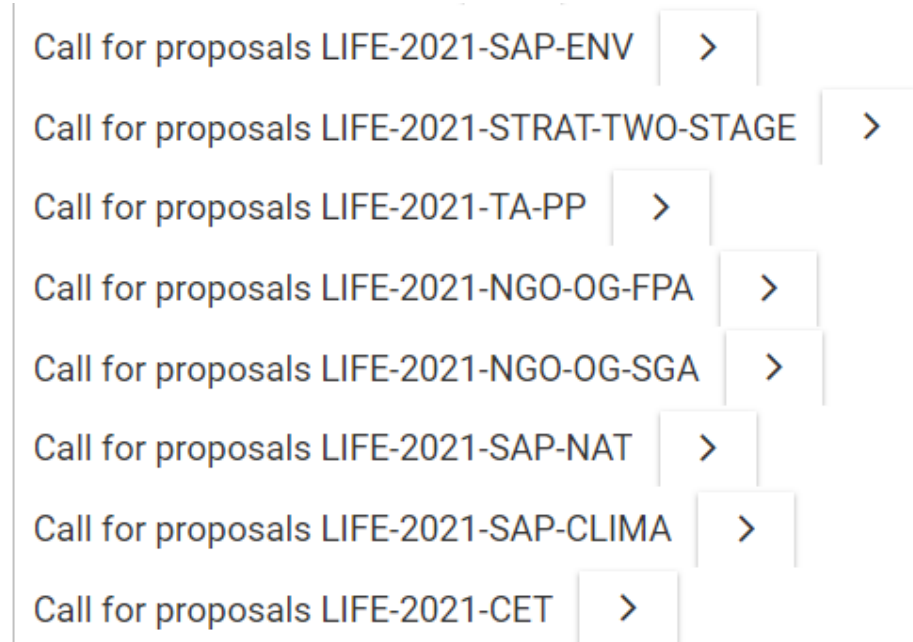 Call for proposals LIFE-2021-SAP-ENV
Call for proposals LIFE-2021-STRAT-TWO-STAGE
Call for proposals LIFE-2021-TA-PP
Call for proposals LIFE-2021-NGO-OG-FPA
Call for proposals LIFE-2021-NGO-OG-SGA
Call for proposals LIFE-2021-SAP-NAT
Call for proposals LIFE-2021-SAP-CLIMA
Call for proposals LIFE-2021-CET